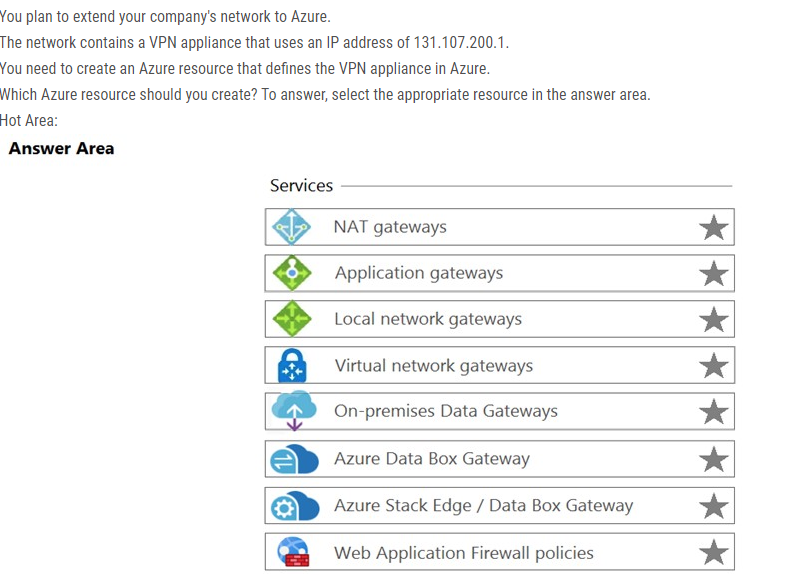 You plan to extend your company's network to Azure.
The network contains a VPN appliance that uses an IP address of 131.107.200.1.
You need to create an Azure resource that defines the VPN appliance in Azure.
Which Azure resource should you create? To answer, select the appropriate resource in the answer area.
Hot Area:
Answer Area
Services
NAT gateways
Application gateways
Local network gateways
Virtual network gateways
On-premises Data Gateways
Azure Data Box Gateway
Azure Stack Edge / Data Box Gateway
Web Application Firewall policies